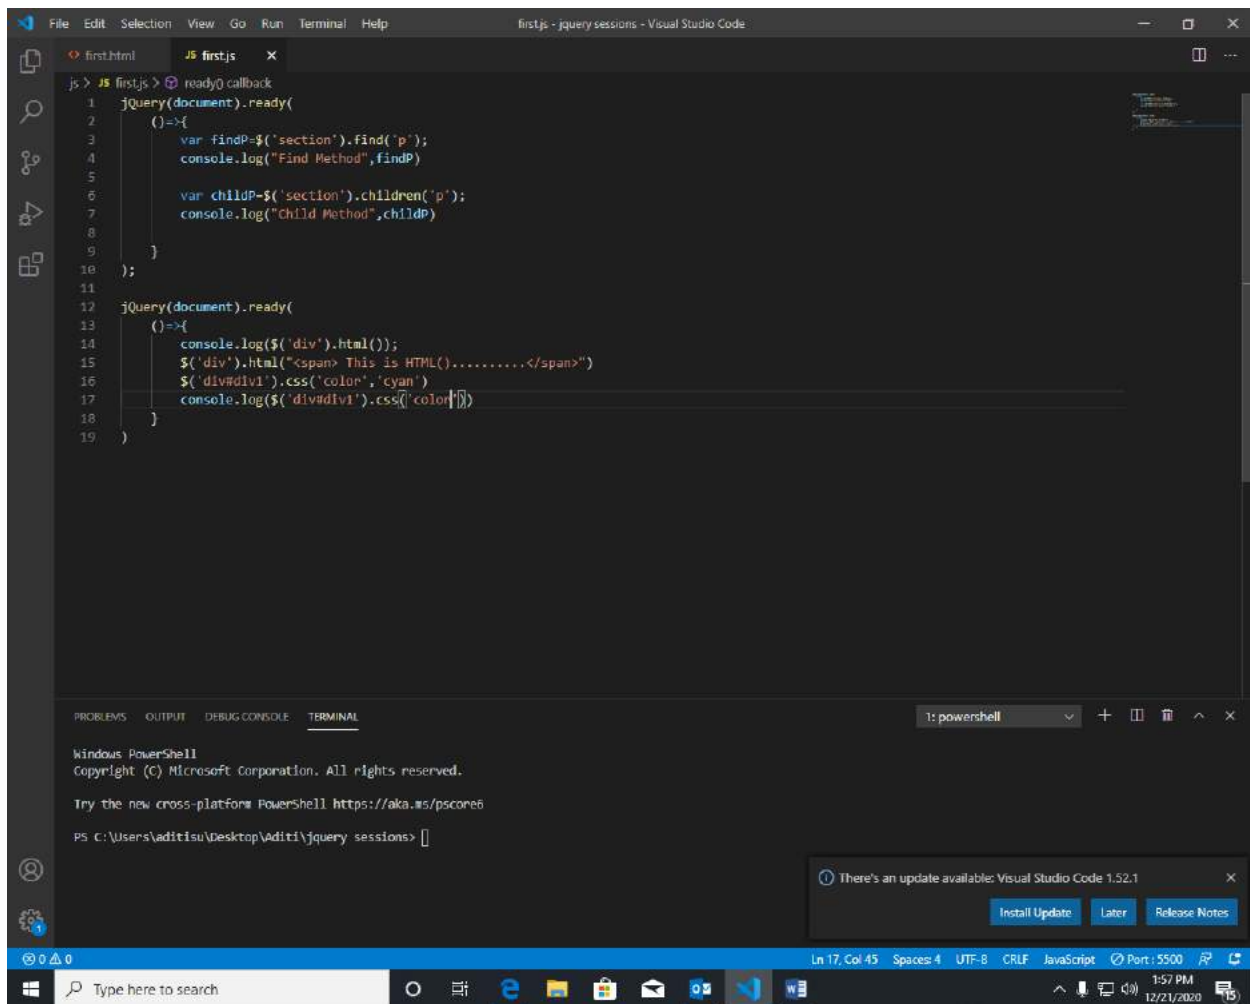 File Edit Selection View Go Run Terminal Help first.js - jquery sessions - Visual Studio Code
first.html JS first.js
js > JS first.js > ready() callback
1 jQuery(document).ready(
2 ()=>{
3 var findP=$('section').find('p');
4 console.log("Find Method",findP)
5
6 var childP=$('section').children('p');
7 console.log("Child Method",childP)
8
9 }
10 );
11
12 jQuery(document).ready(
13 ()=>{
14 console.log($('div').html());
15 $('div').html("<span> This is HTML()..........</span>")
16 $('div#div1').css('color','cyan')
17 console.log($('div#div1').css('color'))
18 }
19 )
PROBLEMS OUTPUT DEBUG CONSOLE TERMINAL 1: powershell
Windows PowerShell
Copyright (C) Microsoft Corporation. All rights reserved.
Try the new cross-platform PowerShell https://aka.ms/pscore6
PS C:\Users\aditisu\Desktop\Aditi\jquery sessions>
There's an update available: Visual Studio Code 1.52.1
Install Update Later Release Notes
1
0 0 Ln 17, Col 45 Spaces: 4 UTF-8 CRLF JavaScript Port : 5500
Type here to search
1:57 PM
12/21/2020
15